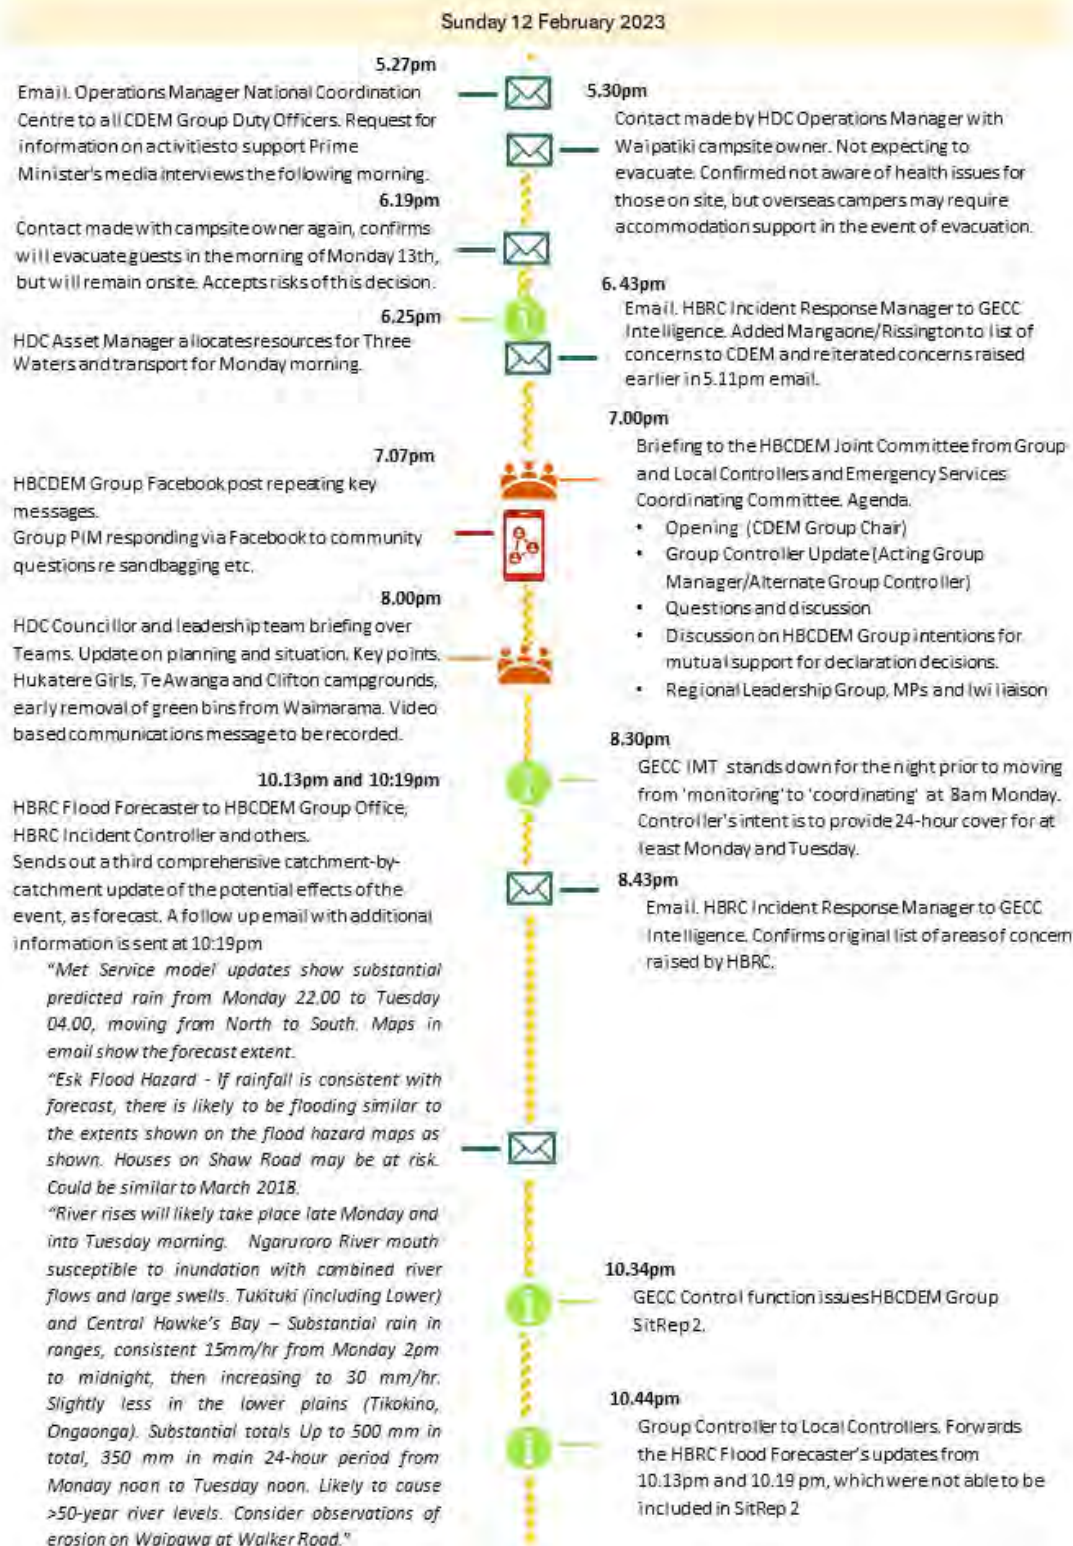 Sunday 12 February 2023
5.27pm
Email. Operations Manager National Coordination
Centre to all CDEM Group Duty Officers. Request for
information on activitiesto support Prime
Minister's media interviews the following morning.
5.30pm
Contact made by HDC Operations Manager with
Waipatiki campsite owner. Not expecting to
evacuate. Confirmed not aware of health issues for
those on site, but overseas campers may require
accommodation support in the event of evacuation.
6.19pm
Contact made with campsite owner again, confirms
will evacuate guests in the morning of Monday 13th,
but will remain onsite. Accepts risks of this decision.
6.25pm
HDC Asset Manager allocates resources for Three
Waters and transport for Monday morning.
6.43pm
Email. HBRC Incident Response Manager to GECC
Intelligence. Added Mangaone/Rissington to list of
concerns to CDEM and reiterated concerns raised
earlier in 5.11pm email.
7.00pm
Briefing to the HBCDEM Joint Committee from Group
and Local Controllers and Emergency Services
Coordinating Committee. Agenda.
• Opening (CDEM Group Chair)
• Group Controller Update (Acting Group
Manager/Alternate Group Controller)
• Questions and discussion
• Discussion on HBCDEM Group intentions for
mutual support for declaration decisions.
• Regional Leadership Group, MPs and Iwi liaison
7.07pm
HBCDEM Group Facebook post repeating key
messages.
Group PIM responding via Facebook to community
questions re sandbagging etc.
8.00pm
HDC Councillor and leadership team briefing over
Teams. Update on planning and situation. Key points.
Hukatere Girls, Te Awanga and Clifton campgrounds,
early removal of green bins from Waimarama. Video
based communications message to be recorded.
8.30pm
GECC IMT stands down for the night prior to moving
from 'monitoring' to 'coordinating' at 8am Monday.
Controller's intent is to provide 24-hour cover for at
least Monday and Tuesday.
8.43pm
Email. HBRC Incident Response Manager to GECC
Intelligence. Confirms original list of areas of concern
raised by HBRC.
10.13pm and 10:19pm
HBRC Flood Forecaster to HBCDEM Group Office,
HBRC Incident Controller and others.
Sends out a third comprehensive catchment-by-
catchment update of the potential effects of the
event, as forecast. A follow up email with additional
information is sent at 10:19pm
"Met Service model updates show substantial
predicted rain from Monday 22.00 to Tuesday
04.00, moving from North to South. Maps in
email show the forecast extent.
"Esk Flood Hazard - If rainfall is consistent with
forecast, there is likely to be flooding similar to
the extents shown on the flood hazard maps as
shown. Houses on Shaw Road may be at risk.
Could be similar to March 2018.
"River rises will likely take place late Monday and
into Tuesday morning. Ngaruroro River mouth
susceptible to inundation with combined river
flows and large swells. Tukituki (including Lower)
and Central Hawke's Bay – Substantial rain in
ranges, consistent 15mm/hr from Monday 2pm
to midnight, then increasing to 30 mm/hr.
Slightly less in the lower plains (Tikokino,
Ongaonga). Substantial totals Up to 500 mm in
total, 350 mm in main 24-hour period from
Monday noon to Tuesday noon. Likely to cause
>50-year river levels. Consider observations of
erosion on Waipawa at Walker Road."
10.34pm
GECC Control function issues HBCDEM Group
SitRep 2.
10.44pm
Group Controller to Local Controllers. Forwards
the HBRC Flood Forecaster's updates from
10.13pm and 10.19 pm, which were not able to be
included in SitRep 2